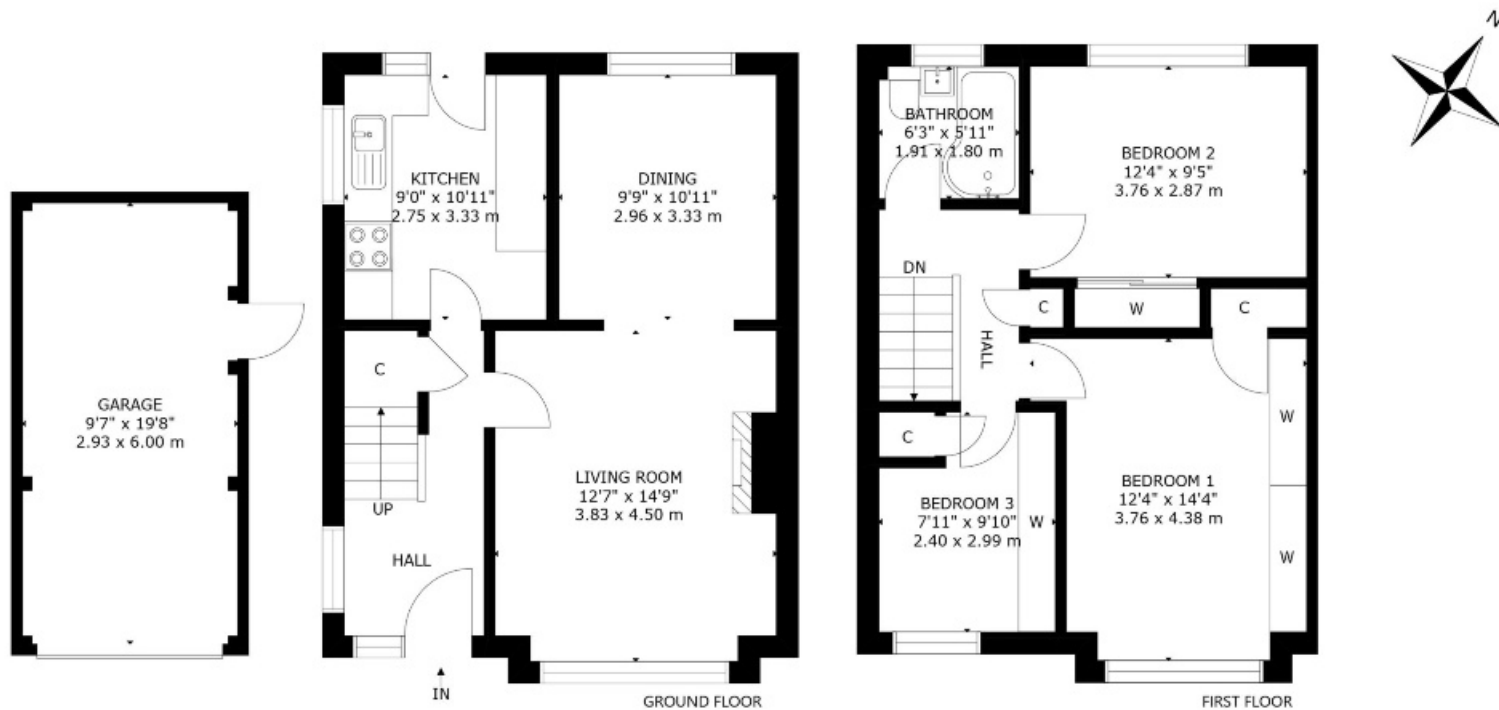 GARAGE
9'7" x 19'8"
2.93 x 6.00 m
KITCHEN
9'0" x 10'11"
2.75 x 3.33 m
DINING
9'9" x 10'11"
2.96 x 3.33 m
C
UP
HALL
LIVING ROOM
12'7" x 14'9"
3.83 x 4.50 m
IN
GROUND FLOOR
BATHROOM
6'3" x 5'11"
1.91 x 1.80 m
BEDROOM 2
12'4" x 9'5"
3.76 x 2.87 m
DN
HALL
C
W
C
C
BEDROOM 3
7'11" x 9'10"
2.40 x 2.99 m
W
BEDROOM 1
12'4" x 14'4"
3.76 x 4.38 m
W
W
FIRST FLOOR
N